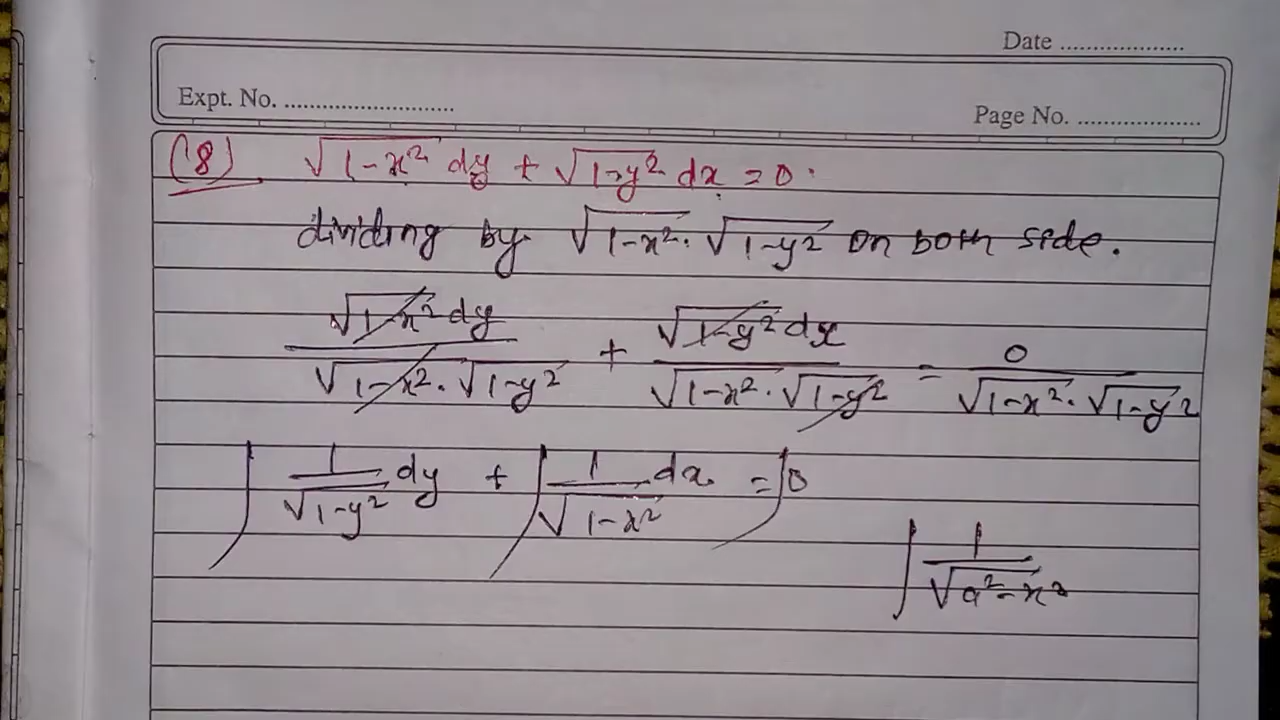 Date ...................
Expt. No. ..........................
Page No. ...................
(8) √1-x² dy + √1-y² dx = 0.
dividing by √1-x² · √1-y² on both side.
√1-x² dy / √1-x² · √1-y² + √1-y² dx / √1-x² · √1-y² = 0 / √1-x² · √1-y²
∫ 1/√1-y² dy + ∫ 1/√1-x² dx = ∫0
∫ 1/√a²-x²